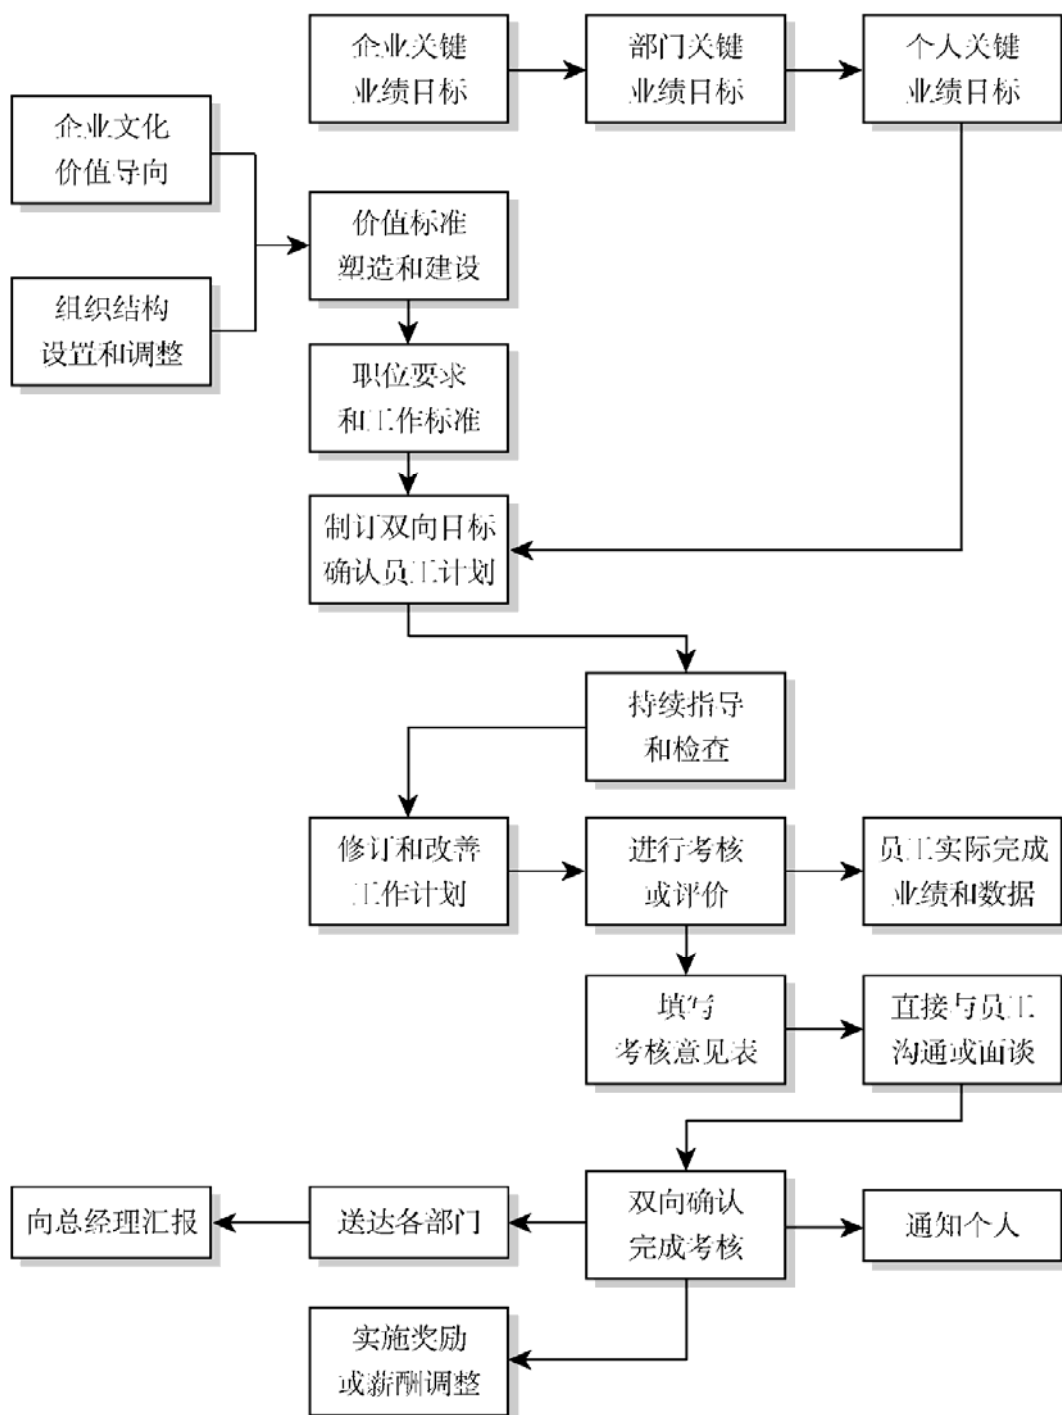 企业关键
业绩目标
部门关键
业绩目标
个人关键
业绩目标
企业文化
价值导向
价值标准
塑造和建设
组织结构
设置和调整
职位要求
和工作标准
制订双向目标
确认员工计划
持续指导
和检查
修订和改善
工作计划
进行考核
或评价
员工实际完成
业绩和数据
填写
考核意见表
直接与员工
沟通或面谈
双向确认
完成考核
向总经理汇报
送达各部门
通知个人
实施奖励
或薪酬调整